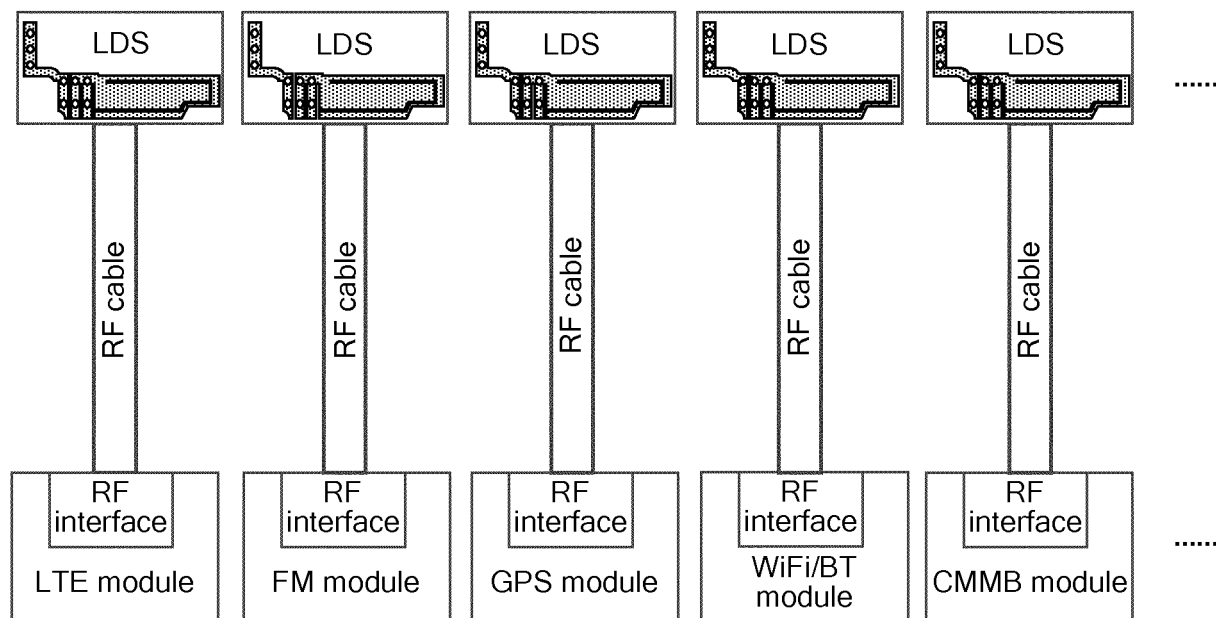 LDS
LDS
LDS
LDS
LDS
......
RF cable
RF cable
RF cable
RF cable
RF cable
RF
interface
LTE module
RF
interface
FM module
RF
interface
GPS module
RF
interface
WiFi/BT
module
RF
interface
CMMB module
......